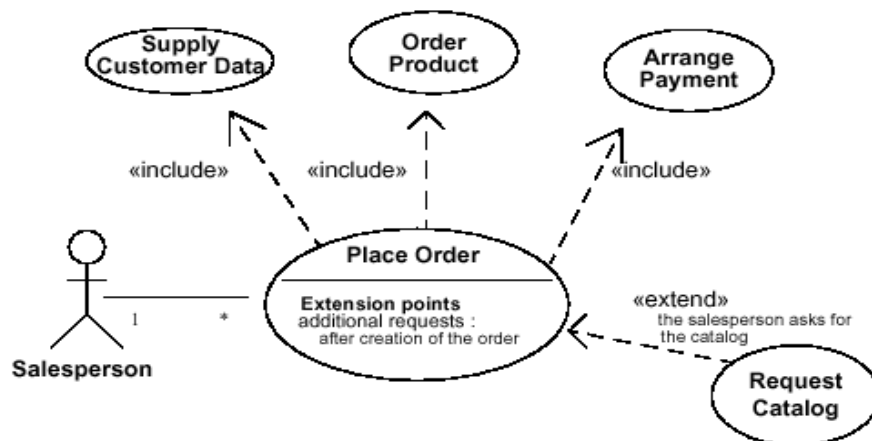 Supply
Customer Data
Order
Product
Arrange
Payment
«include»
«include»
«include»
Place Order
Extension points
additional requests :
after creation of the order
1
*
Salesperson
«extend»
the salesperson asks for
the catalog
Request
Catalog